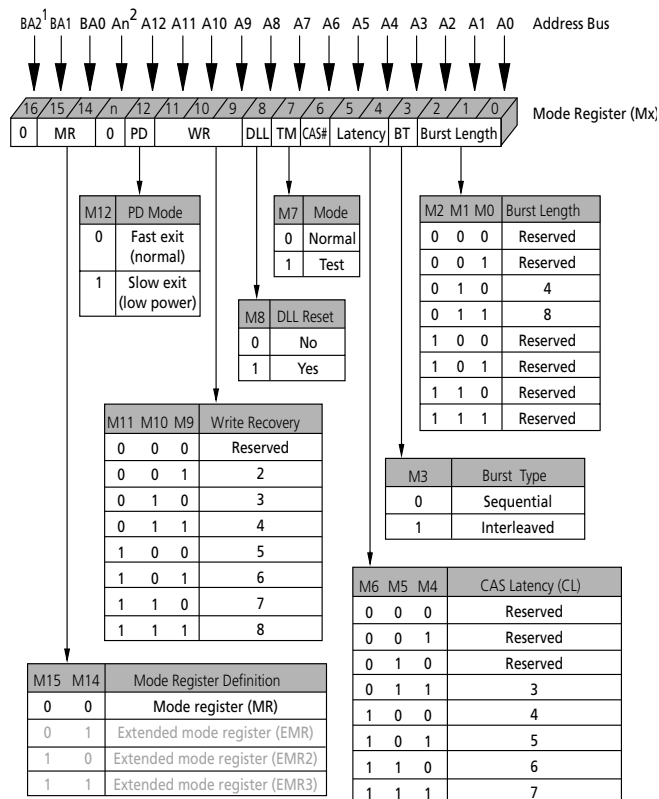 BA2¹ BA1 BA0 An² A12 A11 A10 A9 A8 A7 A6 A5 A4 A3 A2 A1 A0 Address Bus
16 15 14 n 12 11 10 9 8 7 6 5 4 3 2 1 0 Mode Register (Mx)
0 MR 0 PD WR DLL TM CAS# Latency BT Burst Length
M12 PD Mode
0 Fast exit
(normal)
1 Slow exit
(low power)
M7 Mode
0 Normal
1 Test
M2 M1 M0 Burst Length
0 0 0 Reserved
0 0 1 Reserved
0 1 0 4
0 1 1 8
1 0 0 Reserved
1 0 1 Reserved
1 1 0 Reserved
1 1 1 Reserved
M8 DLL Reset
0 No
1 Yes
M11 M10 M9 Write Recovery
0 0 0 Reserved
0 0 1 2
0 1 0 3
0 1 1 4
1 0 0 5
1 0 1 6
1 1 0 7
1 1 1 8
M3 Burst Type
0 Sequential
1 Interleaved
M6 M5 M4 CAS Latency (CL)
0 0 0 Reserved
0 0 1 Reserved
0 1 0 Reserved
0 1 1 3
1 0 0 4
1 0 1 5
1 1 0 6
1 1 1 7
M15 M14 Mode Register Definition
0 0 Mode register (MR)
0 1 Extended mode register (EMR)
1 0 Extended mode register (EMR2)
1 1 Extended mode register (EMR3)